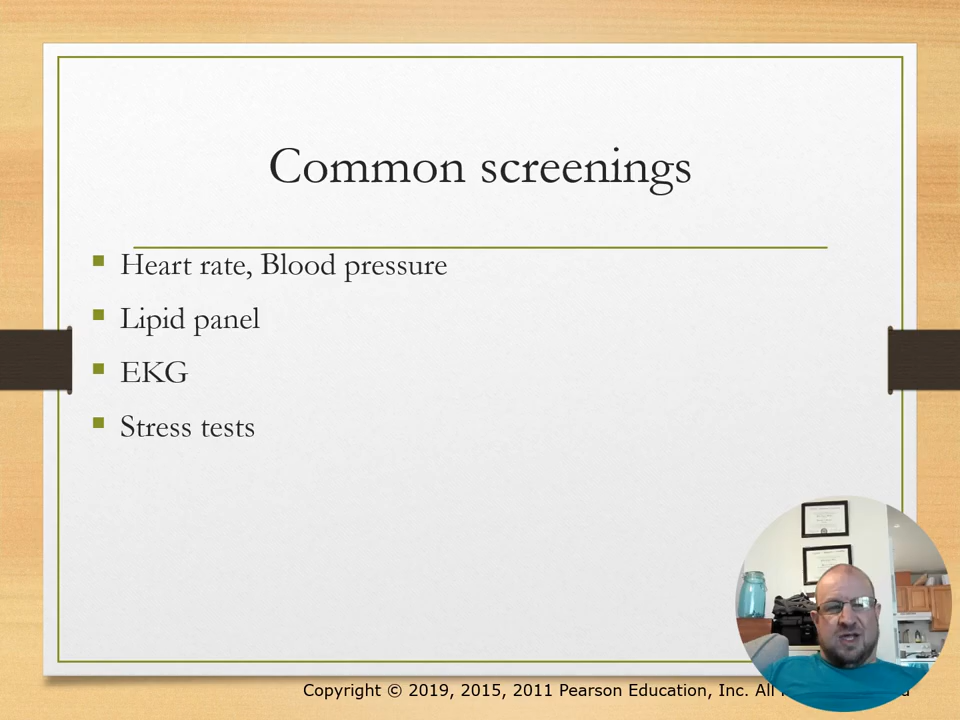 Common screenings
Heart rate, Blood pressure
Lipid panel
EKG
Stress tests
Copyright © 2019, 2015, 2011 Pearson Education, Inc. All